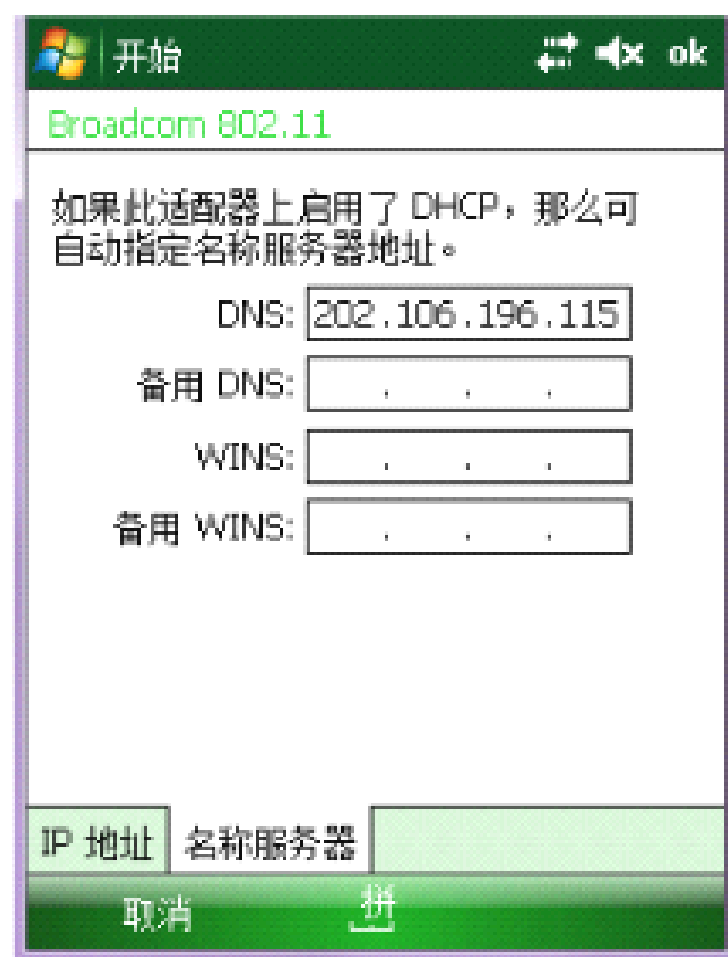 开始 ok
Broadcom 802.11
如果此适配器上启用了 DHCP，那么可
自动指定名称服务器地址。
DNS: 202.106.196.115
备用 DNS: . . .
WINS: . . .
备用 WINS: . . .
IP 地址 名称服务器
取消 拼